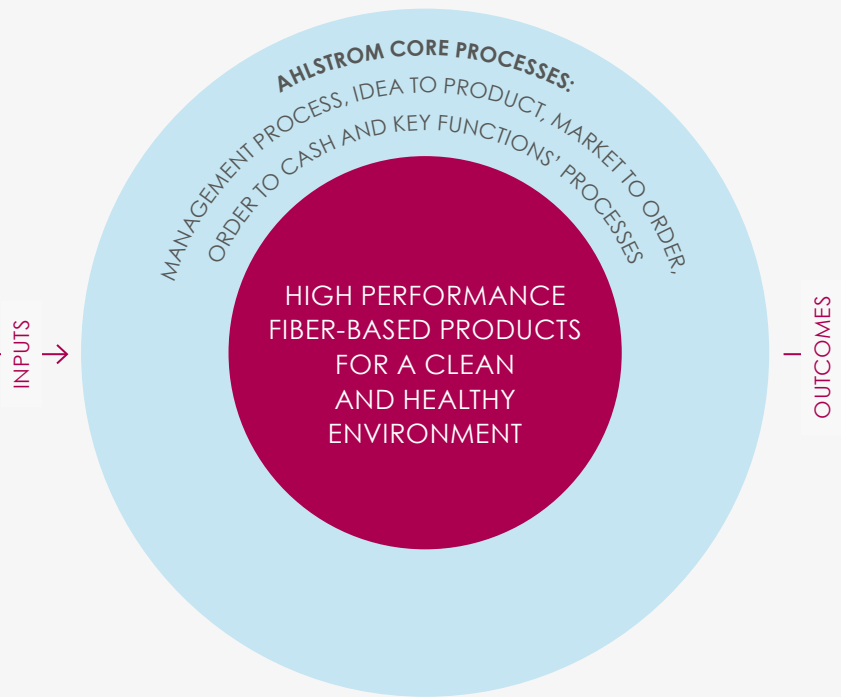 AHLSTROM CORE PROCESSES:
MANAGEMENT PROCESS, IDEA TO PRODUCT, MARKET TO ORDER,
ORDER TO CASH AND KEY FUNCTIONS' PROCESSES
INPUTS
HIGH PERFORMANCE
FIBER-BASED PRODUCTS
FOR A CLEAN
AND HEALTHY
ENVIRONMENT
OUTCOMES